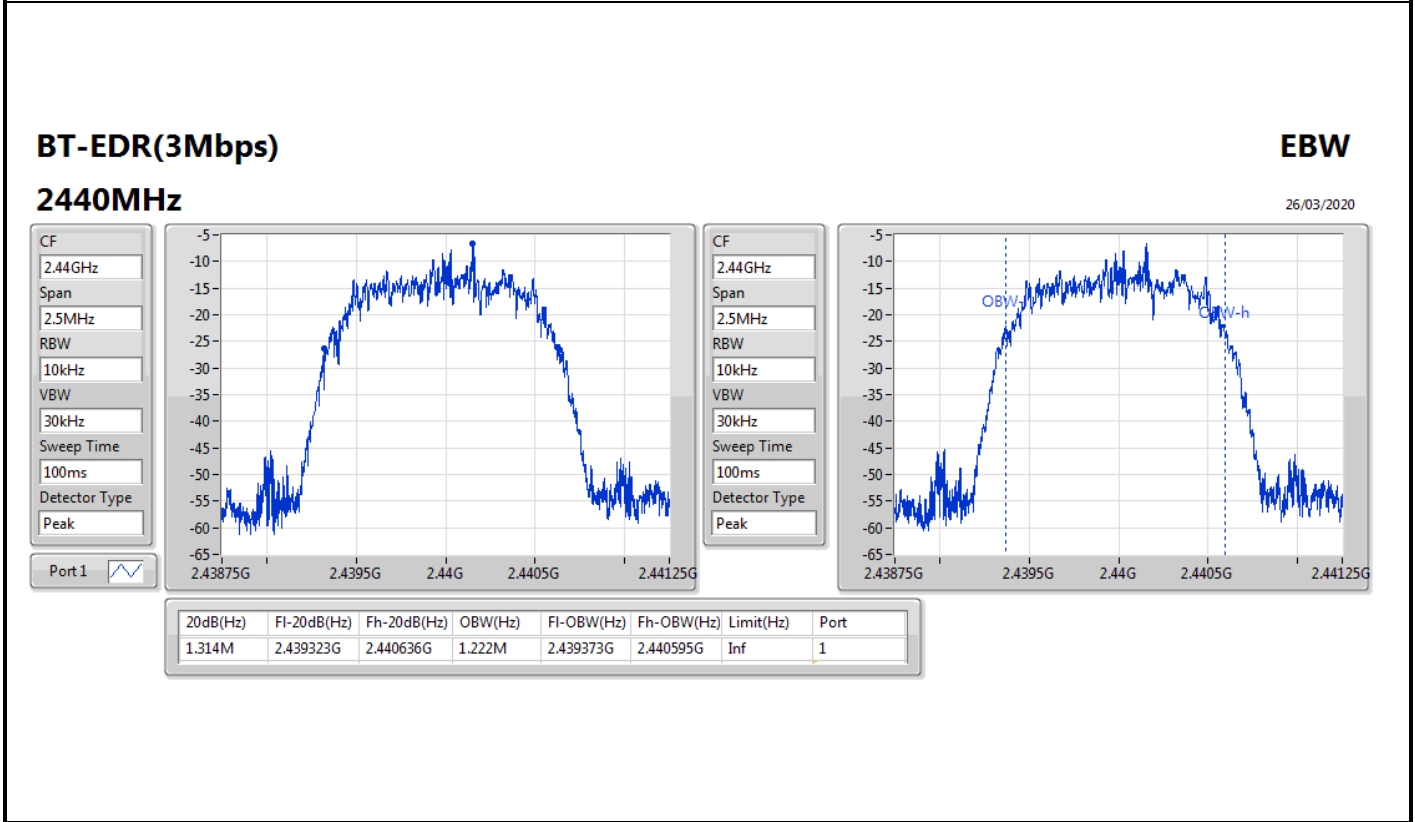 BT-EDR(3Mbps)
EBW
2440MHz
26/03/2020
CF
2.44GHz
Span
2.5MHz
RBW
10kHz
VBW
30kHz
Sweep Time
100ms
Detector Type
Peak
Port 1
-5
-10
-15
-20
-25
-30
-35
-40
-45
-50
-55
-60
-65
2.43875G 2.4395G 2.44G 2.4405G 2.44125G
CF
2.44GHz
Span
2.5MHz
RBW
10kHz
VBW
30kHz
Sweep Time
100ms
Detector Type
Peak
-5
-10
-15
-20
-25
-30
-35
-40
-45
-50
-55
-60
-65
OBW-h
2.43875G 2.4395G 2.44G 2.4405G 2.44125G
20dB(Hz) Fl-20dB(Hz) Fh-20dB(Hz) OBW(Hz) Fl-OBW(Hz) Fh-OBW(Hz) Limit(Hz) Port
1.314M 2.439323G 2.440636G 1.222M 2.439373G 2.440595G Inf 1